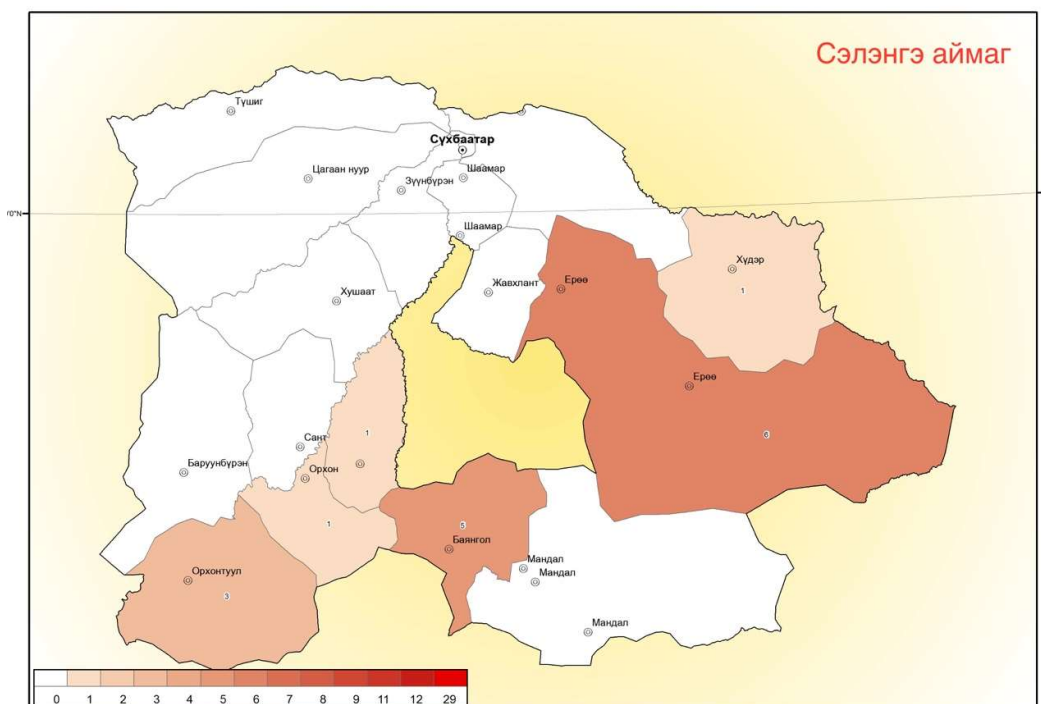 Сэлэнгэ аймаг
Түшиг
Сүхбаатар
Цагаан нуур
Зүүнбүрэн
Шаамар
0°N
Шаамар
Хүдэр
Жавхлант
Ерөө
1
Хушаат
Ерөө
1
6
Сант
Баруунбүрэн
Орхон
1
5
Баянгол
Мандал
Орхонтуул
Мандал
3
Мандал
0 1 2 3 4 5 6 7 8 9 11 12 29